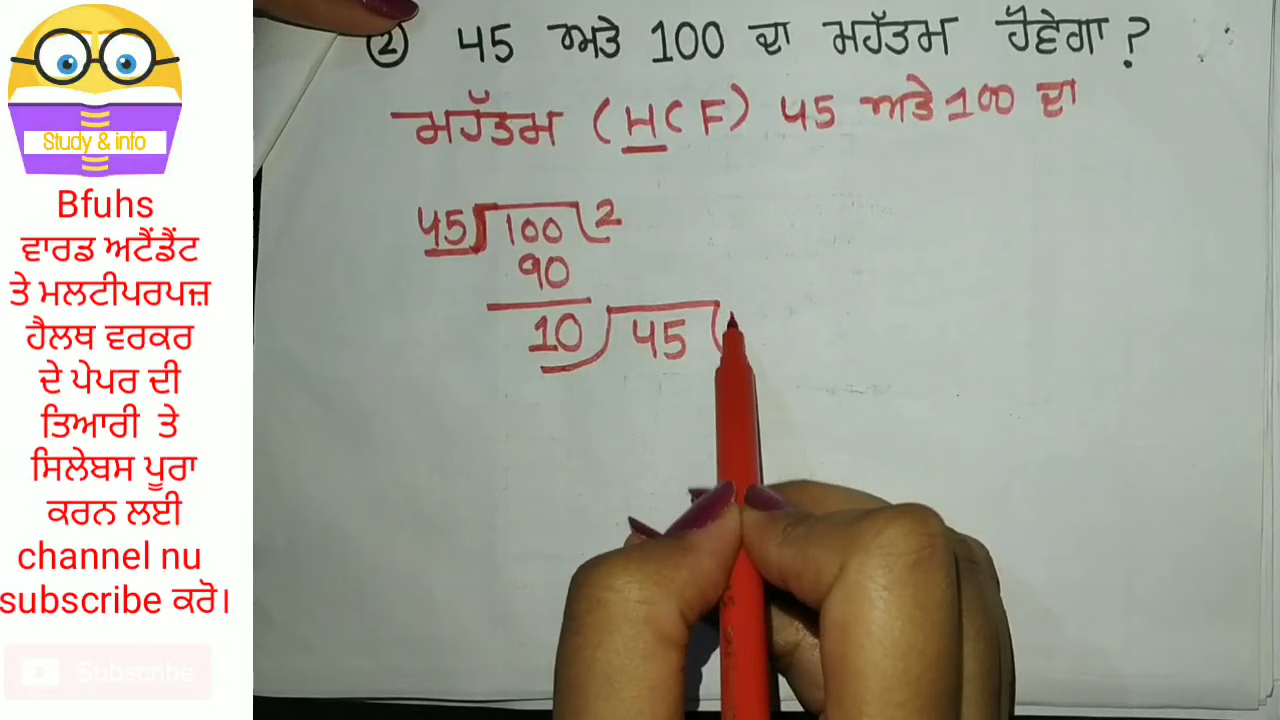 Study & info
Bfuhs
ਵਾਰਡ ਅਟੈਂਡੈਂਟ
ਤੇ ਮਲਟੀਪਰਪਜ਼
ਹੈਲਥ ਵਰਕਰ
ਦੇ ਪੇਪਰ ਦੀ
ਤਿਆਰੀ ਤੇ
ਸਿਲੇਬਸ ਪੂਰਾ
ਕਰਨ ਲਈ
channel nu
subscribe ਕਰੋ।
Subscribe
② 45 ਅਤੇ 100 ਦਾ ਮਹੱਤਮ ਹੋਵੇਗਾ ?
ਮਹੱਤਮ (HCF) 45 ਅਤੇ 100 ਦਾ
45 100 2
90
10 45